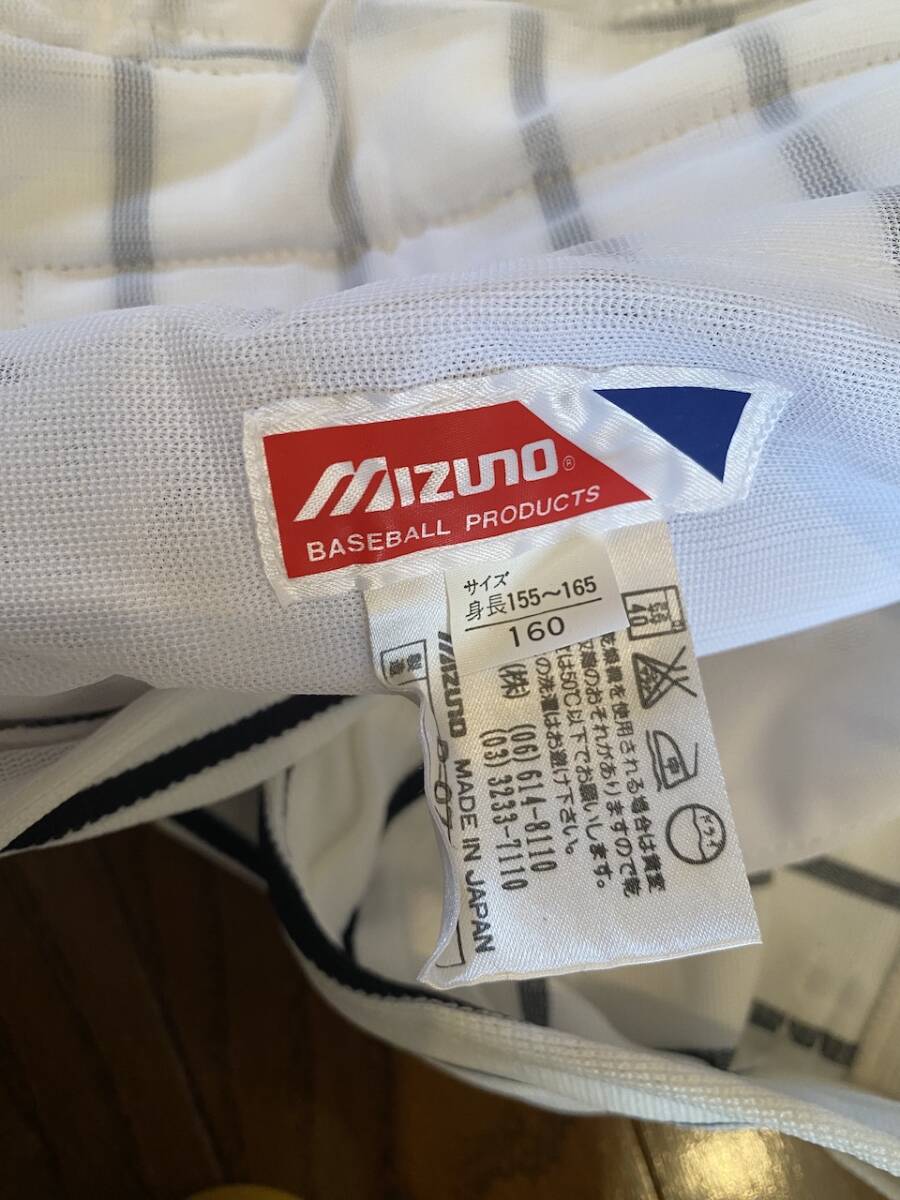 MIZUNO®
BASEBALL PRODUCTS
サイズ
身長155～165
160
40
ドライ
乾燥機を使用される場合は貴変
収縮のおそれがありますので乾
は50℃以下でお願いします。
の洗濯はお避け下さい。
(株) (06)614-8110
(03)3233-7110
製造
MIZUNO
MADE IN JAPAN